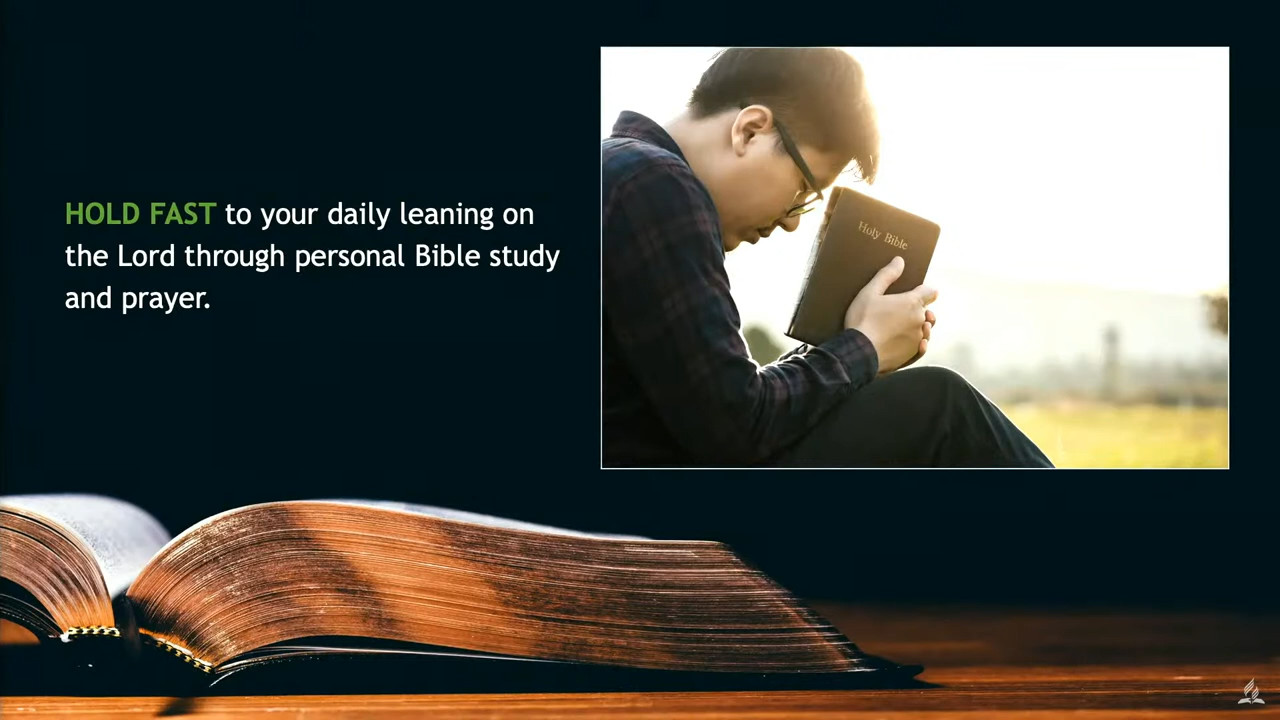 HOLD FAST to your daily leaning on
the Lord through personal Bible study
and prayer.
Holy Bible